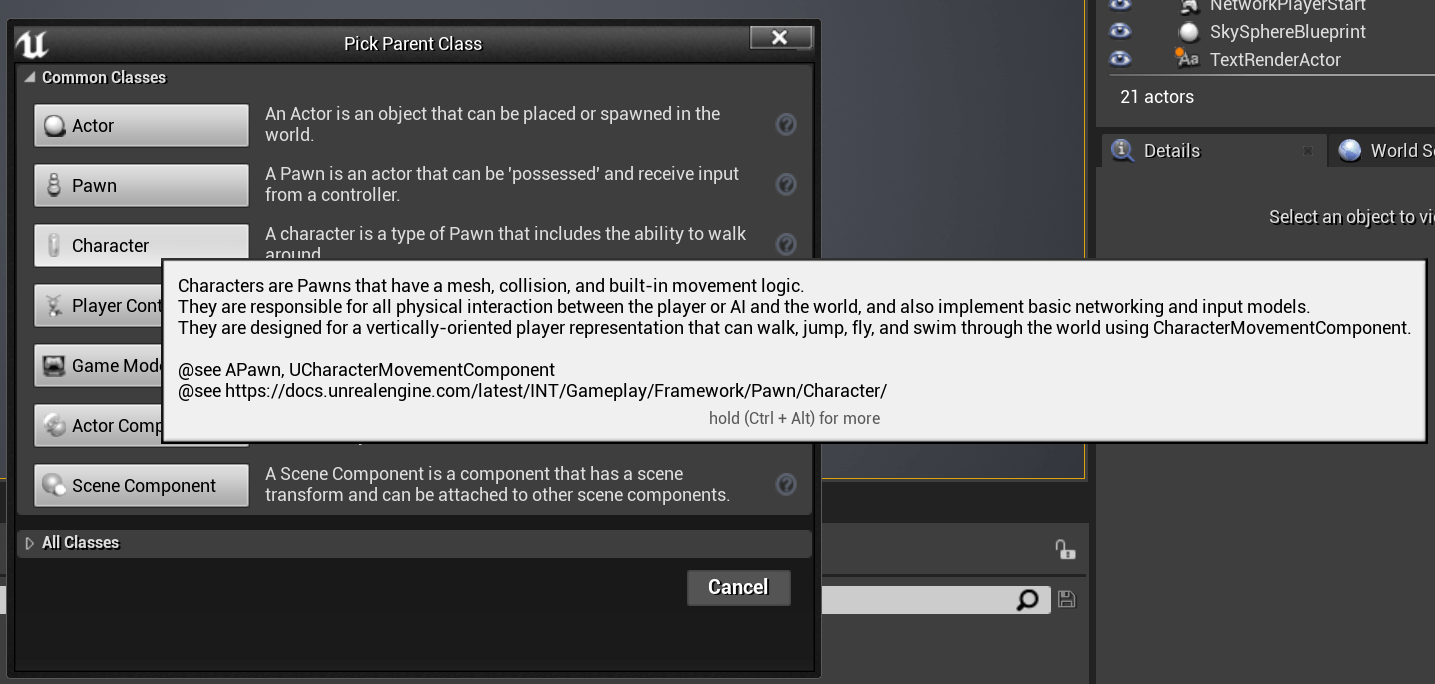 Pick Parent Class
Common Classes
Actor
An Actor is an object that can be placed or spawned in the
world.
Pawn
A Pawn is an actor that can be 'possessed' and receive input
from a controller.
Character
A character is a type of Pawn that includes the ability to walk
around.
Player Cont
Game Mod
Actor Comp
Characters are Pawns that have a mesh, collision, and built-in movement logic.
They are responsible for all physical interaction between the player or AI and the world, and also implement basic networking and input models.
They are designed for a vertically-oriented player representation that can walk, jump, fly, and swim through the world using CharacterMovementComponent.
@see APawn, UCharacterMovementComponent
@see https://docs.unrealengine.com/latest/INT/Gameplay/Framework/Pawn/Character/
hold (Ctrl + Alt) for more
Scene Component
A Scene Component is a component that has a scene
transform and can be attached to other scene components.
All Classes
Cancel
NetworkPlayerStart
SkySphereBlueprint
Aa TextRenderActor
21 actors
Details
World Se
Select an object to vi